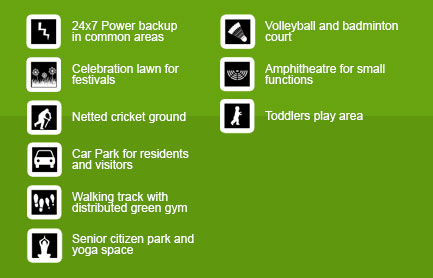 24x7 Power backup
in common areas
Celebration lawn for
festivals
Netted cricket ground
Car Park for residents
and visitors
Walking track with
distributed green gym
Senior citizen park and
yoga space
Volleyball and badminton
court
Amphitheatre for small
functions
Toddlers play area